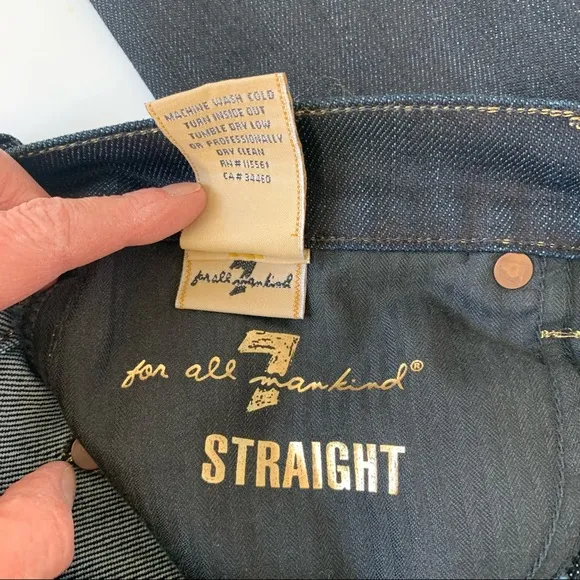 MACHINE WASH COLD
TURN INSIDE OUT
TUMBLE DRY LOW
OR PROFESSIONALLY
DRY CLEAN
RN# 115561
CA# 34460
for all 7 mankind
for all 7 mankind®
STRAIGHT